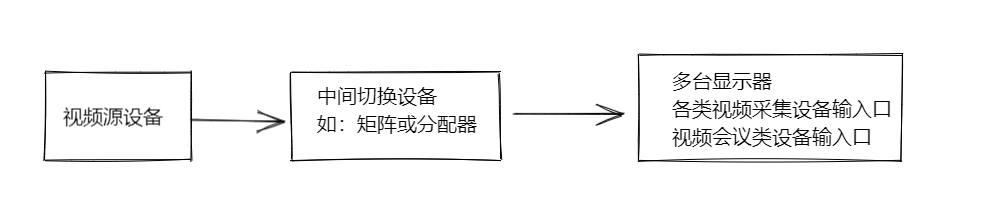 视频源设备
中间切换设备
如：矩阵或分配器
多台显示器
各类视频采集设备输入口
视频会议类设备输入口